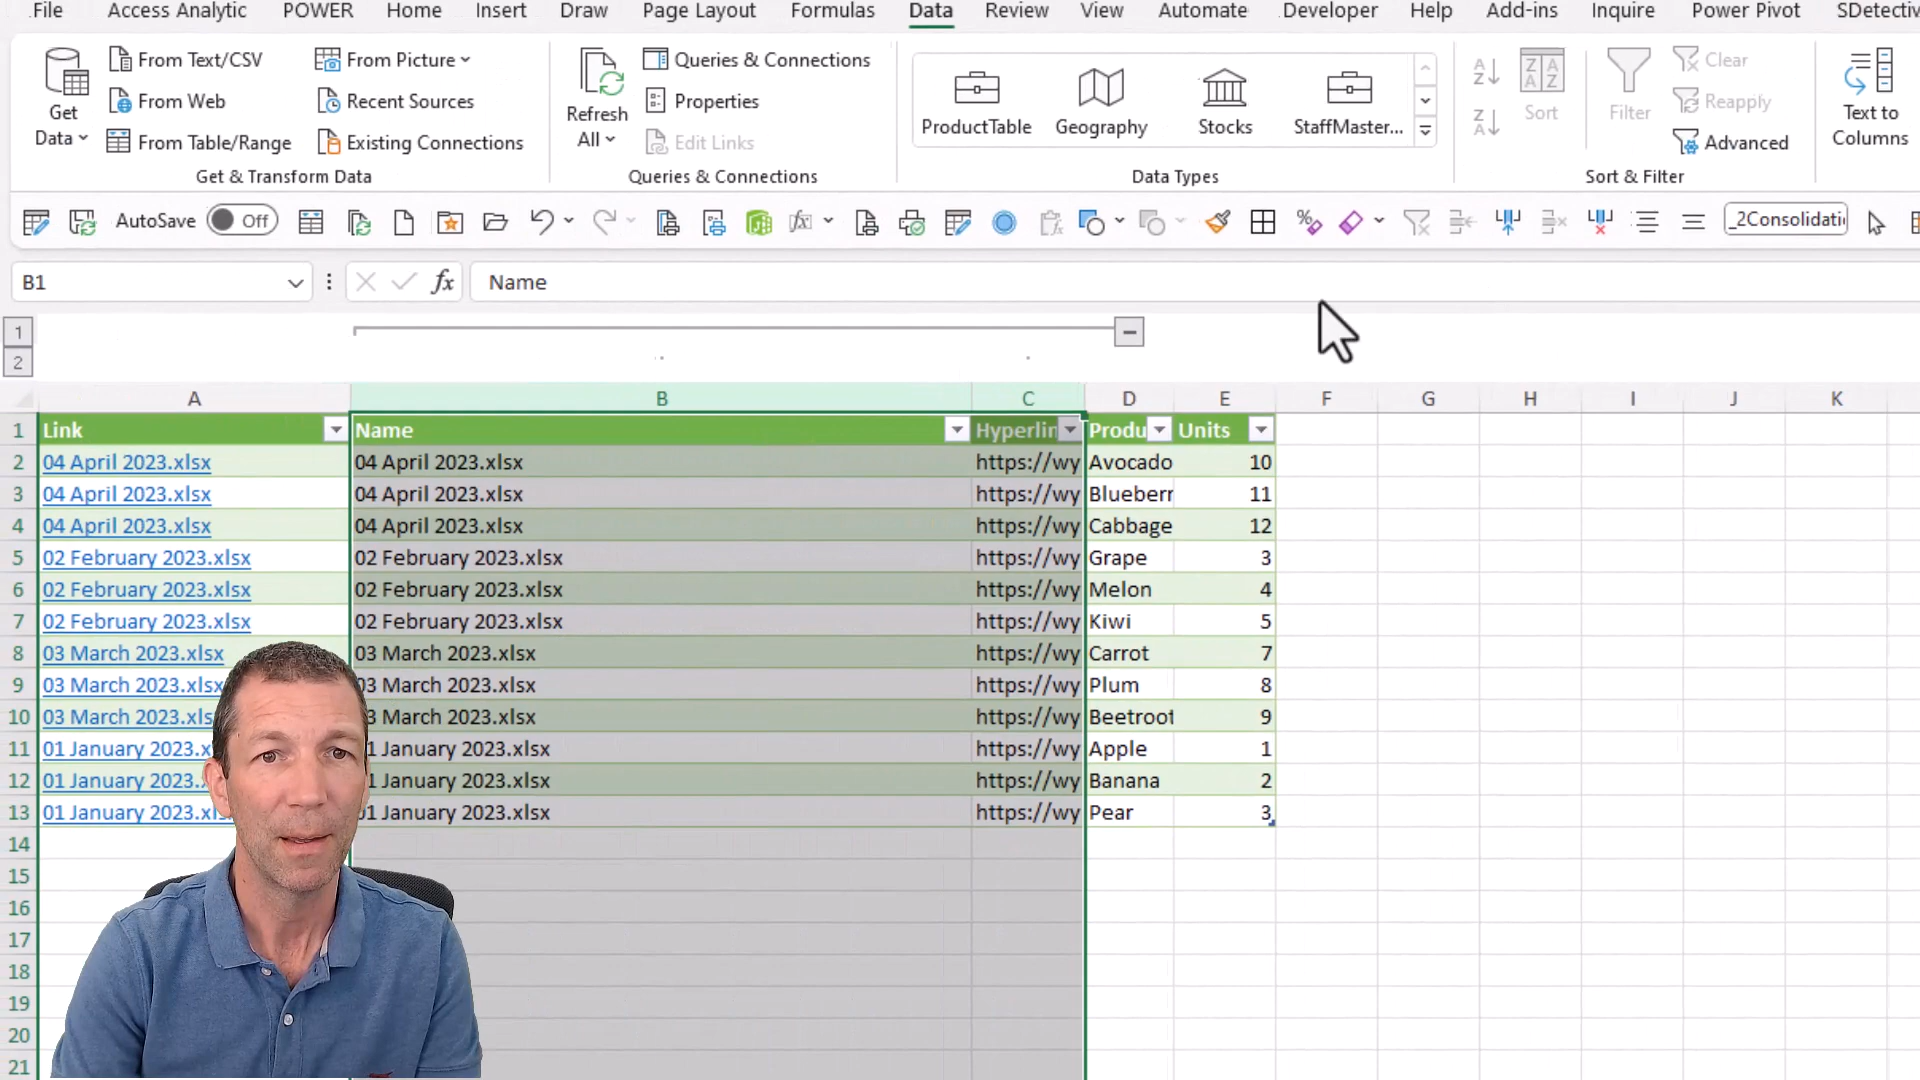 File Access Analytic POWER Home Insert Draw Page Layout Formulas Data Review View Automate Developer Help Add-ins Inquire Power Pivot SDetectiv
Get Data
From Text/CSV
From Web
From Table/Range
From Picture
Recent Sources
Existing Connections
Get & Transform Data
Refresh All
Queries & Connections
Properties
Edit Links
Queries & Connections
ProductTable
Geography
Stocks
StaffMaster...
Data Types
Sort
Filter
Clear
Reapply
Advanced
Sort & Filter
Text to Columns
AutoSave Off
_2Consolidati
B1 fx Name
1
2
A B C D E F G H I J K
1 Link Name Hyperlin Produ Units
2 04 April 2023.xlsx 04 April 2023.xlsx https://wy Avocado 10
3 04 April 2023.xlsx 04 April 2023.xlsx https://wy Blueberr 11
4 04 April 2023.xlsx 04 April 2023.xlsx https://wy Cabbage 12
5 02 February 2023.xlsx 02 February 2023.xlsx https://wy Grape 3
6 02 February 2023.xlsx 02 February 2023.xlsx https://wy Melon 4
7 02 February 2023.xlsx 02 February 2023.xlsx https://wy Kiwi 5
8 03 March 2023.xlsx 03 March 2023.xlsx https://wy Carrot 7
9 03 March 2023.xlsx 3 March 2023.xlsx https://wy Plum 8
10 03 March 2023.xls 3 March 2023.xlsx https://wy Beetroot 9
11 01 January 2023.x 1 January 2023.xlsx https://wy Apple 1
12 01 January 2023. 1 January 2023.xlsx https://wy Banana 2
13 01 January 2023.xls 01 January 2023.xlsx https://wy Pear 3
14
15
16
17
18
19
20
21